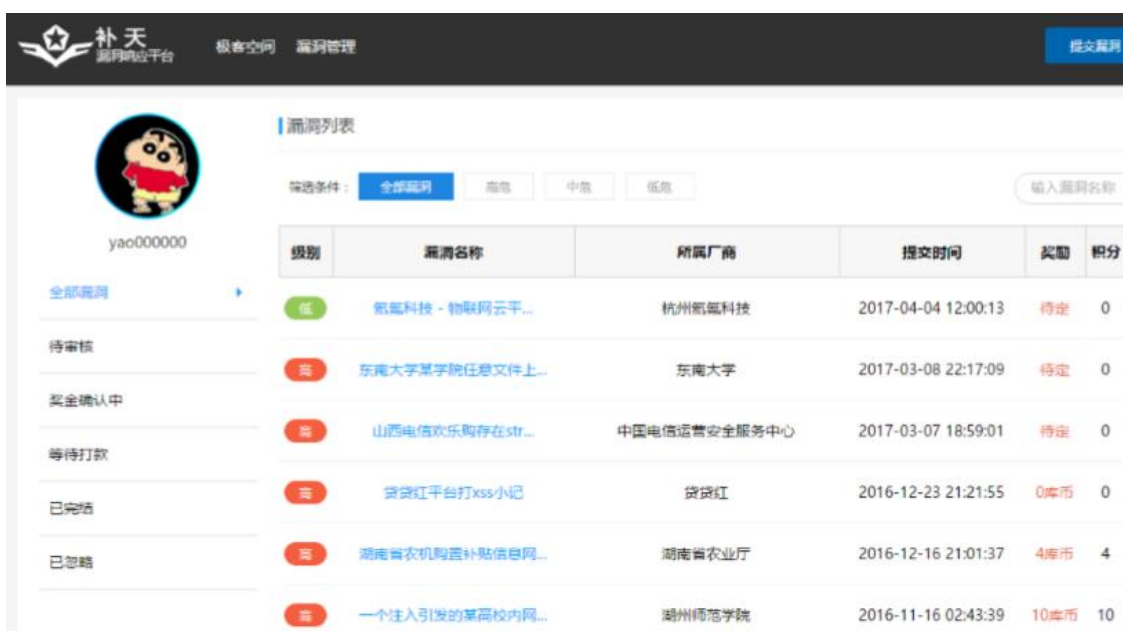 补天
漏洞响应平台
极客空间 漏洞管理
提交漏洞
yao000000
全部漏洞
待审核
奖金确认中
等待打款
已完结
已忽略
漏洞列表
筛选条件： 全部漏洞 高危 中危 低危
输入漏洞名称
级别 漏洞名称 所属厂商 提交时间 奖励 积分
低 氪氪科技 - 物联网云平... 杭州氪氪科技 2017-04-04 12:00:13 待定 0
高 东南大学某学院任意文件上... 东南大学 2017-03-08 22:17:09 待定 0
高 山西电信欢乐购存在str... 中国电信运营安全服务中心 2017-03-07 18:59:01 待定 0
高 贷贷红平台打xss小记 贷贷红 2016-12-23 21:21:55 0库币 0
高 湖南省农机购置补贴信息网... 湖南省农业厅 2016-12-16 21:01:37 4库币 4
高 一个注入引发的某高校内网... 湖州师范学院 2016-11-16 02:43:39 10库币 10